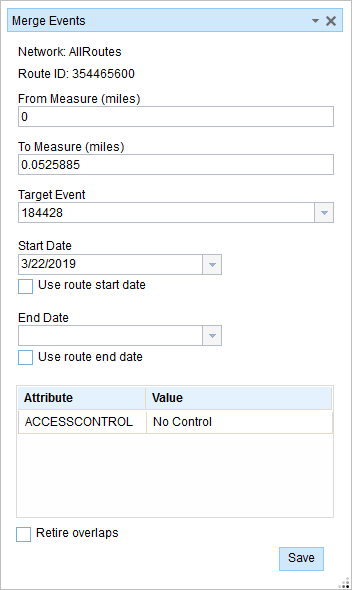 Merge Events
Network: AllRoutes
Route ID: 354465600
From Measure (miles)
0
To Measure (miles)
0.0525885
Target Event
184428
Start Date
3/22/2019
Use route start date
End Date
Use route end date
Attribute Value
ACCESSCONTROL No Control
Retire overlaps
Save